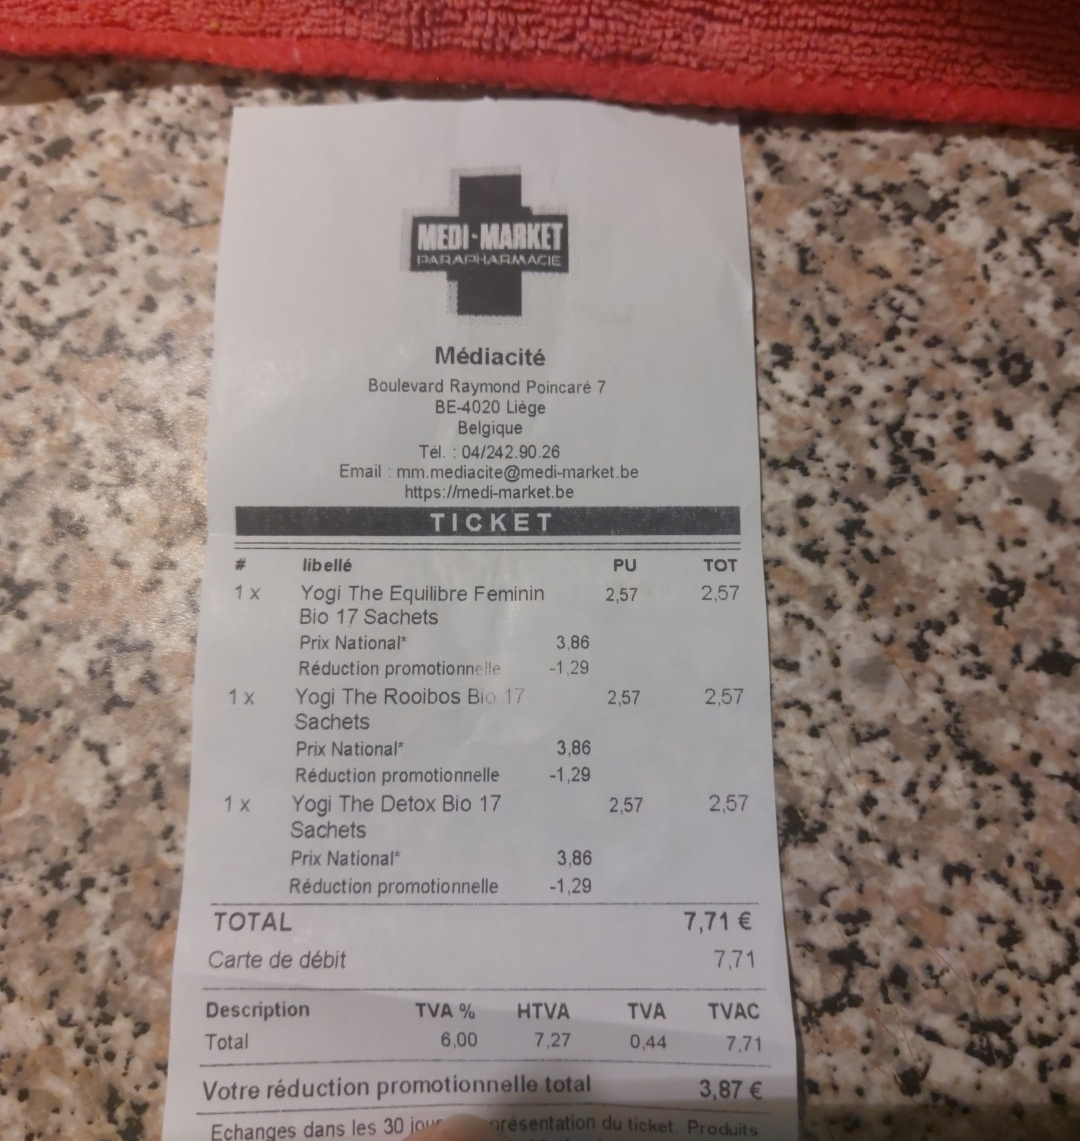 MEDI-MARKET
PARAPHARMACIE
Médiacité
Boulevard Raymond Poincaré 7
BE-4020 Liège
Belgique
Tél. : 04/242.90.26
Email : mm.mediacite@medi-market.be
https://medi-market.be
TICKET
# libellé PU TOT
1 x Yogi The Equilibre Feminin 2,57 2,57
Bio 17 Sachets
Prix National* 3,86
Réduction promotionnelle -1,29
1 x Yogi The Rooibos Bio 17 2,57 2,57
Sachets
Prix National* 3,86
Réduction promotionnelle -1,29
1 x Yogi The Detox Bio 17 2,57 2,57
Sachets
Prix National* 3,86
Réduction promotionnelle -1,29
TOTAL 7,71 €
Carte de débit 7,71
Description TVA % HTVA TVA TVAC
Total 6,00 7,27 0,44 7,71
Votre réduction promotionnelle total 3,87 €
Echanges dans les 30 du ticket. Produits